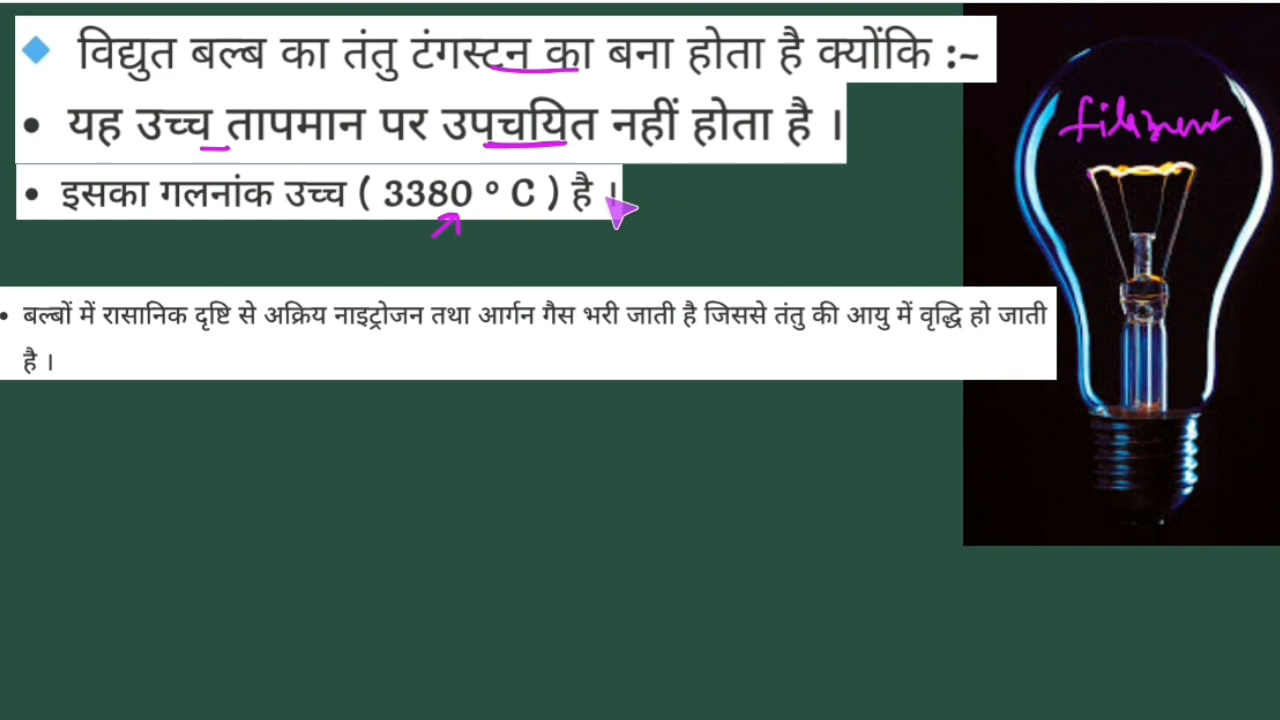 विद्युत बल्ब का तंतु टंगस्टन का बना होता है क्योंकि :~
• यह उच्च तापमान पर उपचयित नहीं होता है ।
• इसका गलनांक उच्च ( 3380 ° C ) है ।
filament
• बल्बों में रासानिक दृष्टि से अक्रिय नाइट्रोजन तथा आर्गन गैस भरी जाती है जिससे तंतु की आयु में वृद्धि हो जाती
है ।